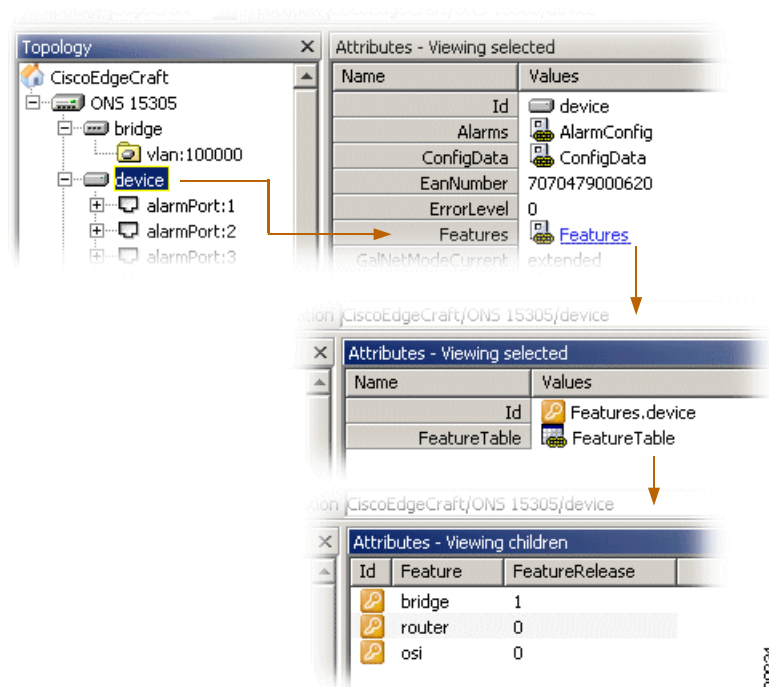 Topology
CiscoEdgeCraft
ONS 15305
bridge
vlan:100000
device
alarmPort:1
alarmPort:2
alarmPort:3
Attributes - Viewing selected
Name Values
Id device
Alarms AlarmConfig
ConfigData ConfigData
EanNumber 7070479000620
ErrorLevel 0
Features Features
GalNetModeCurrent extended
CiscoEdgeCraft/ONS 15305/device
Attributes - Viewing selected
Name Values
Id Features.device
FeatureTable FeatureTable
CiscoEdgeCraft/ONS 15305/device
Attributes - Viewing children
Id Feature FeatureRelease
bridge 1
router 0
osi 0